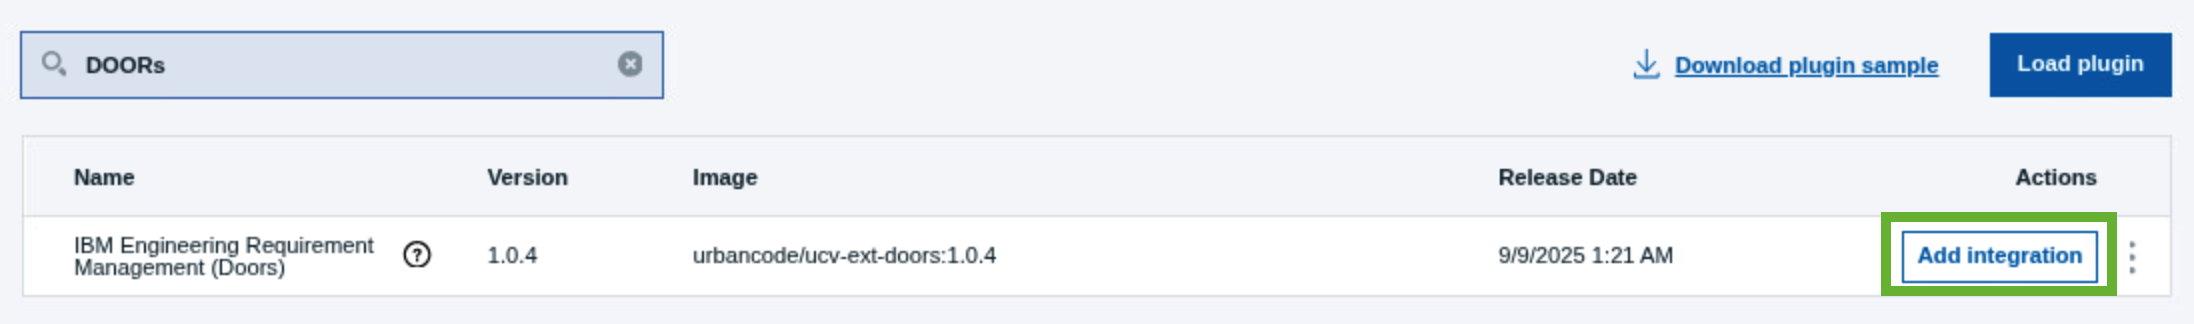 DOORs
Download plugin sample
Load plugin
Name Version Image Release Date Actions
IBM Engineering Requirement
Management (Doors)
? 1.0.4 urbancode/ucv-ext-doors:1.0.4 9/9/2025 1:21 AM Add integration